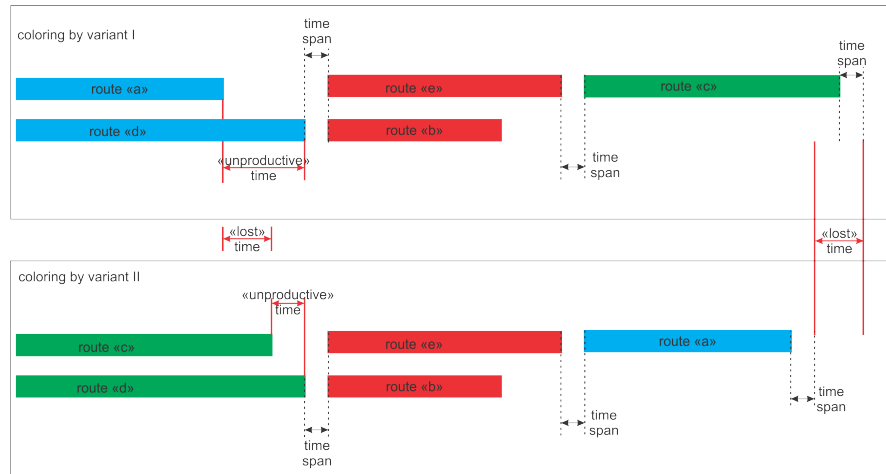 coloring by variant I
time
span
time
span
route «a»
route «e»
route «c»
route «d»
route «b»
«unproductive»
time
time
span
«lost»
time
«lost»
time
coloring by variant II
«unproductive»
time
route «c»
route «e»
route «a»
route «d»
route «b»
time
span
time
span
time
span